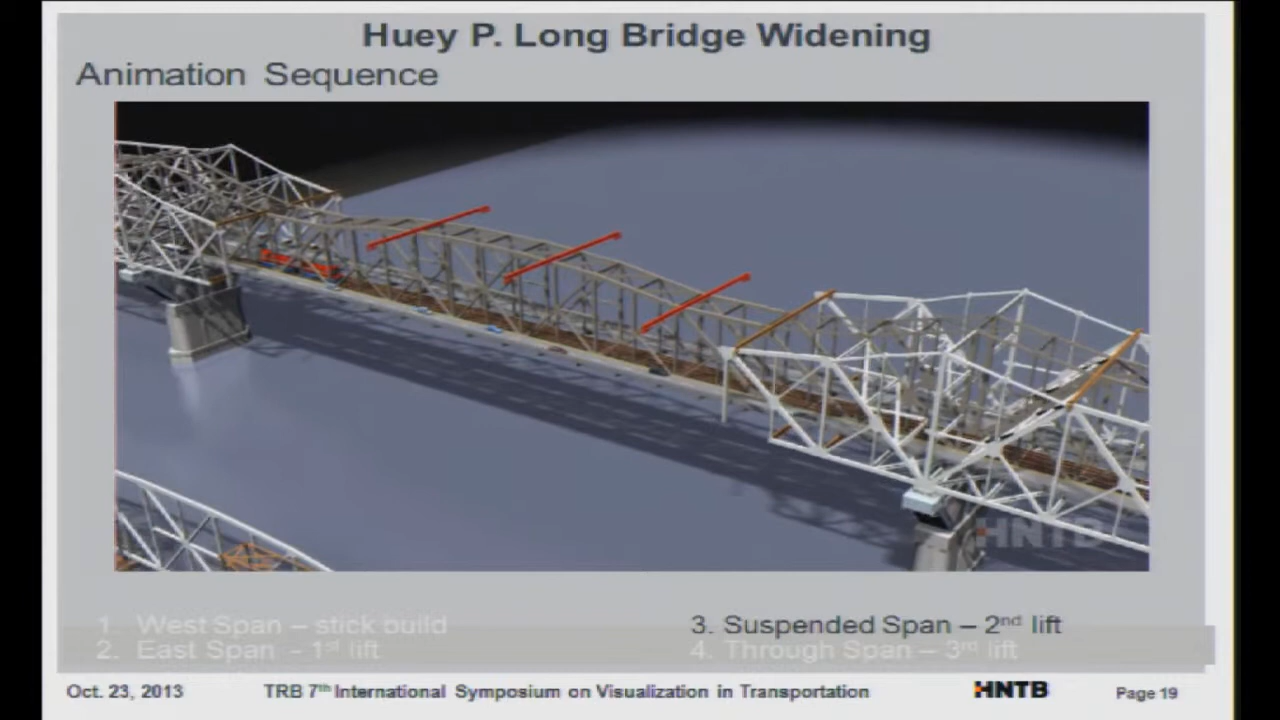 Huey P. Long Bridge Widening
Animation Sequence
HNTB
1. West Span – stick build
2. East Span - 1st lift
3. Suspended Span – 2nd lift
4. Through Span – 3rd lift
Oct. 23, 2013 TRB 7th International Symposium on Visualization in Transportation HNTB Page 19